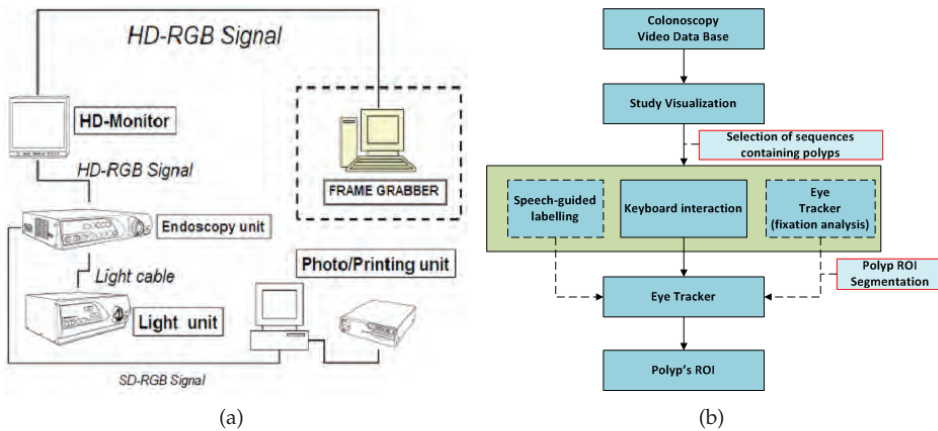 HD-RGB Signal
HD-Monitor
HD-RGB Signal
FRAME GRABBER
Endoscopy unit
Photo/Printing unit
Light cable
Light unit
SD-RGB Signal
(a)
Colonoscopy
Video Data Base
Study Visualization
Selection of sequences
containing polyps
Speech-guided
labelling
Keyboard interaction
Eye
Tracker
(fixation analysis)
Polyp ROI
Segmentation
Eye Tracker
Polyp's ROI
(b)